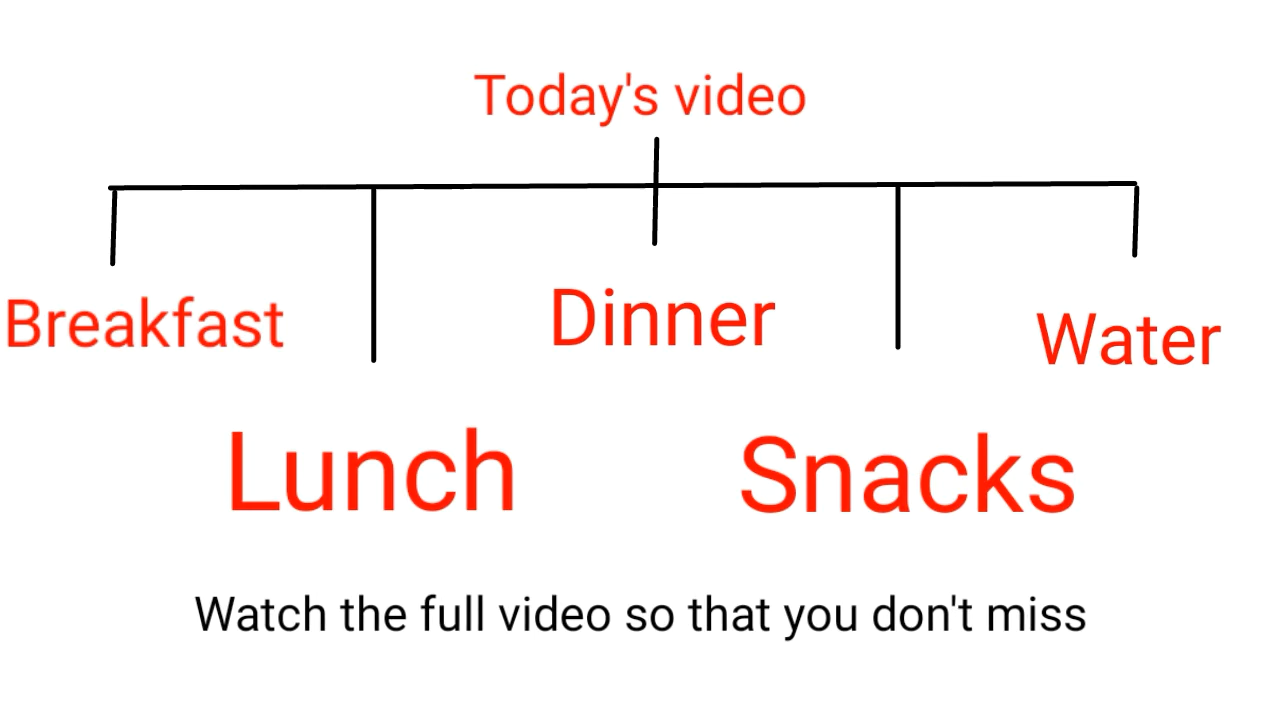 Today's video
Breakfast
Dinner
Water
Lunch
Snacks
Watch the full video so that you don't miss